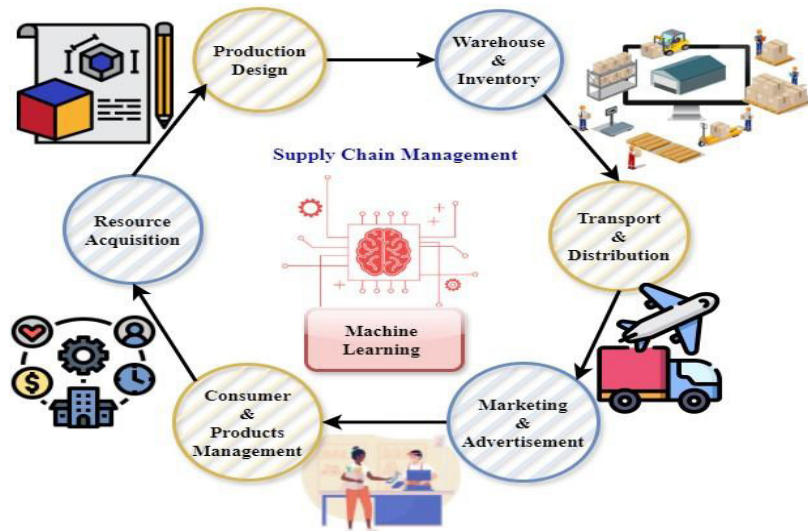 Production
Design
Warehouse
&
Inventory
Supply Chain Management
Resource
Acquisition
Transport
&
Distribution
Machine
Learning
Consumer
&
Products
Management
Marketing
&
Advertisement